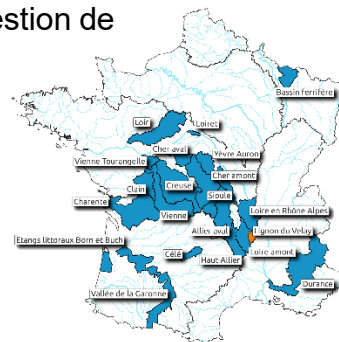 estion de
Bassin ferrifère
Loir
Loiret
Cher aval
Yèvre Auron
Vienne Tourangelle
Cher amont
Clain
Creuse
Sioule
Charente
Loire en Rhône Alpes
Vienne
Allier aval
Lignon du Velay
Etangs littoraux Born et Buch
Célé
Haut Allier
Loire amont
Vallée de la Garonne
Durance